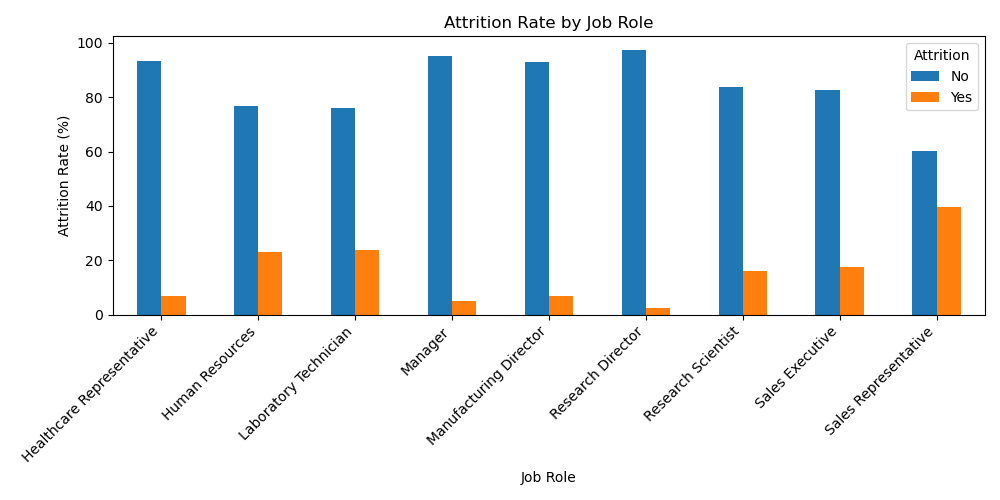 Attrition Rate by Job Role
Attrition Rate (%)
100
80
60
40
20
0
Attrition
No
Yes
Healthcare Representative
Human Resources
Laboratory Technician
Manager
Manufacturing Director
Research Director
Research Scientist
Sales Executive
Sales Representative
Job Role